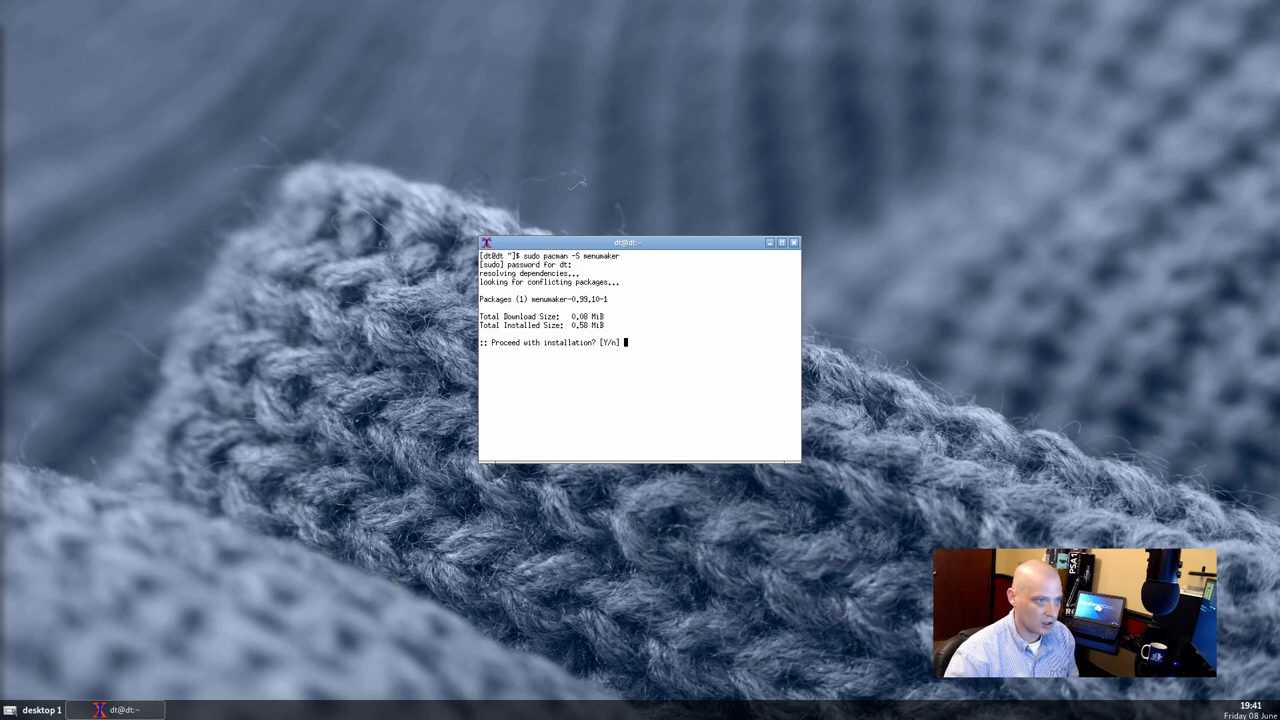 dt@dt:~
[dt@dt ~]$ sudo pacman -S menumaker
[sudo] password for dt:
resolving dependencies...
looking for conflicting packages...
Packages (1) menumaker-0.99.10-1
Total Download Size:   0.08 MiB
Total Installed Size:  0.58 MiB
:: Proceed with installation? [Y/n]
PSA
desktop 1
dt@dt:~
19:41
Friday 08 June